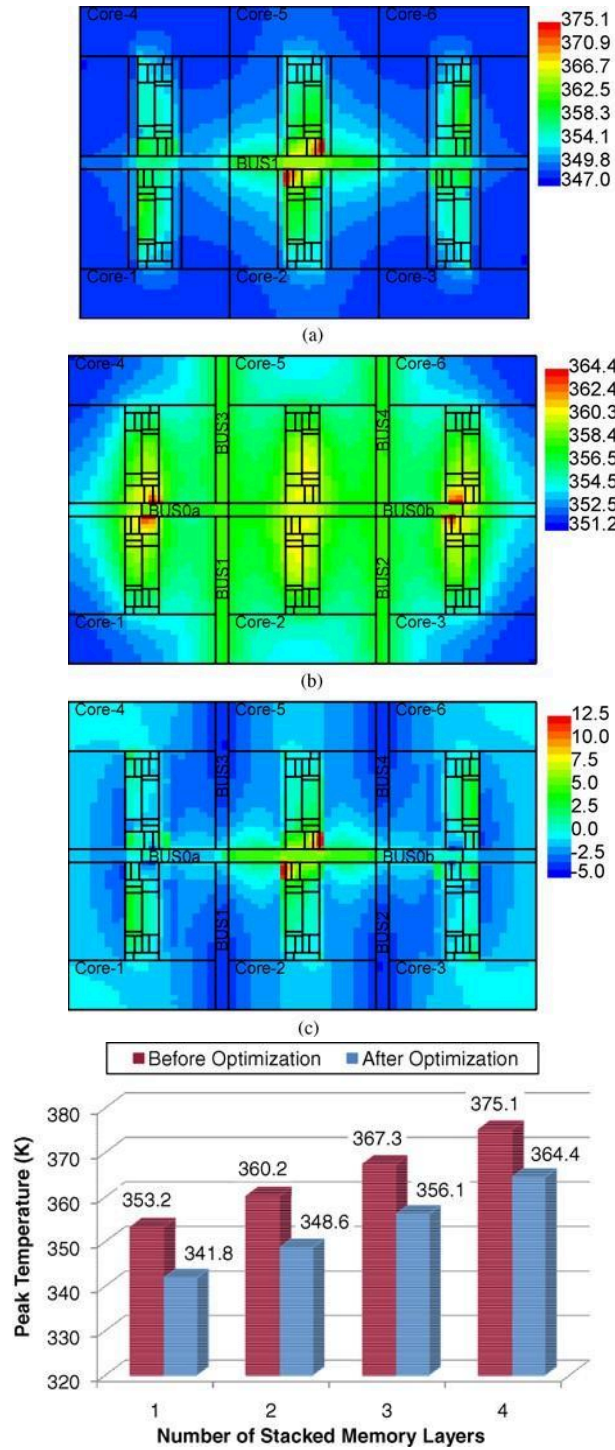 Core-4 Core-5 Core-6
375.1
370.9
366.7
362.5
358.3
354.1
349.8
347.0
BUS1
Core-1 Core-2 Core-3
(a)
Core-4 Core-5 Core-6
364.4
362.4
360.3
358.4
356.5
354.5
352.5
351.2
BUS3 BUS4
BUS0a BUS0b
BUS1 BUS2
Core-1 Core-2 Core-3
(b)
Core-4 Core-5 Core-6
12.5
10.0
7.5
5.0
2.5
0.0
-2.5
-5.0
BUS3 BUS4
BUS0a BUS0b
BUS1 BUS2
Core-1 Core-2 Core-3
(c)
Before Optimization After Optimization
Peak Temperature (K)
380
370
360
350
340
330
320
353.2 341.8 360.2 348.6 367.3 356.1 375.1 364.4
1 2 3 4
Number of Stacked Memory Layers